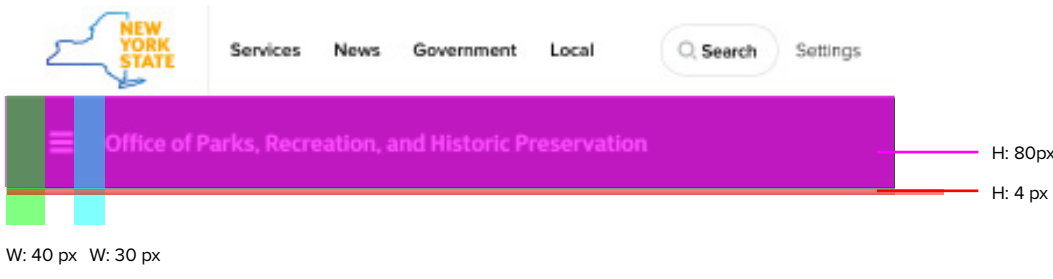 NEW
YORK
STATE
Services News Government Local Search Settings
Office of Parks, Recreation, and Historic Preservation
H: 80px
H: 4 px
W: 40 px W: 30 px